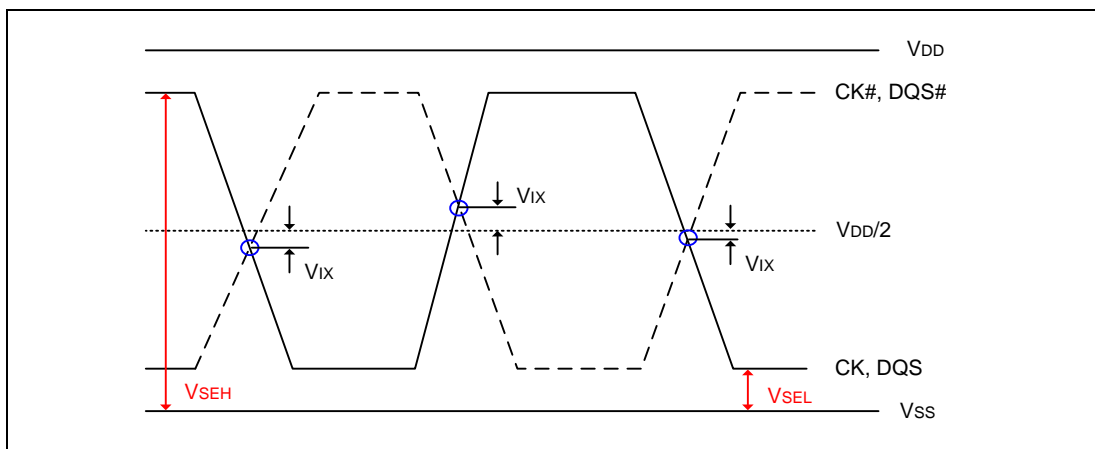 VDD
CK#, DQS#
VIX
VDD/2
VIX
VIX
CK, DQS
VSEH
VSEL
VSS